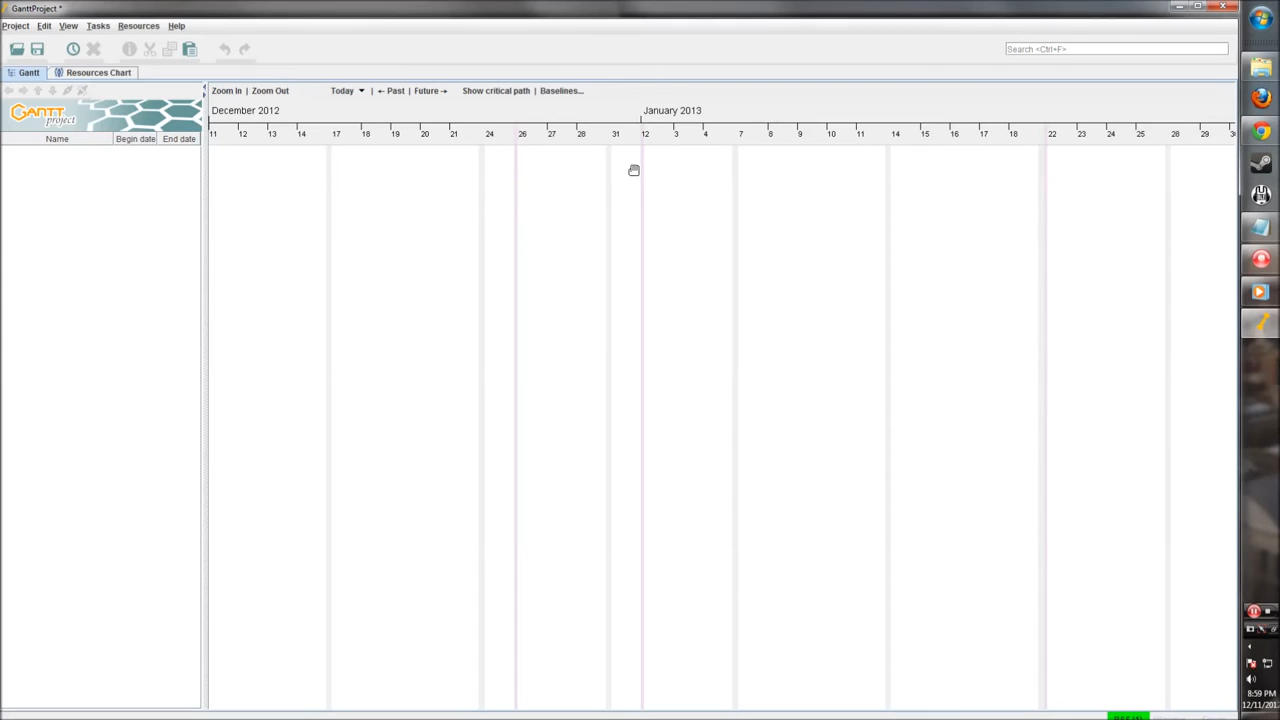 GanttProject *
Project Edit View Tasks Resources Help
Search <Ctrl+F>
Gantt Resources Chart
Zoom In | Zoom Out Today | ← Past Future → Show critical path | Baselines...
GANTT project
December 2012 January 2013
Name Begin date End date
11 12 13 14 17 18 19 20 21 24 26 27 28 31 1 2 3 4 7 8 9 10 11 14 15 16 17 18 22 23 24 25 28 29
8:59 PM
12/11/201